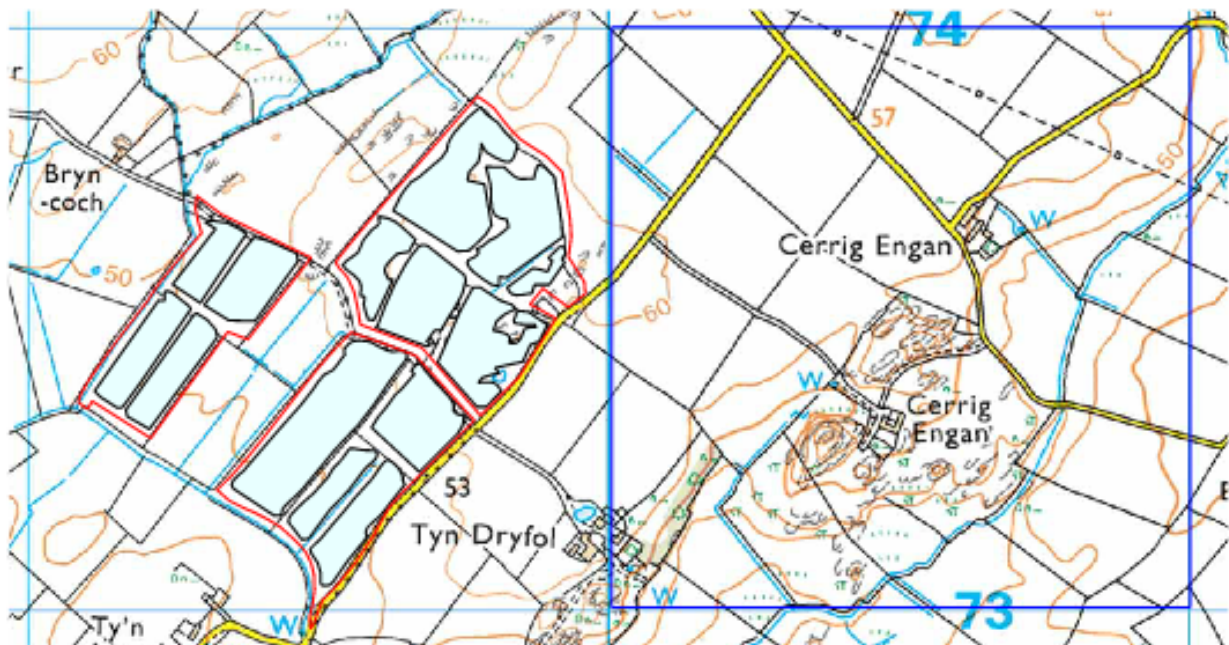 74
60
r
57
Bryn
-coch
50
W
Cerrig Engan
50
60
W
Cerrig
Engan
53
Tyn Dryfol
W
73
Ty'n
W